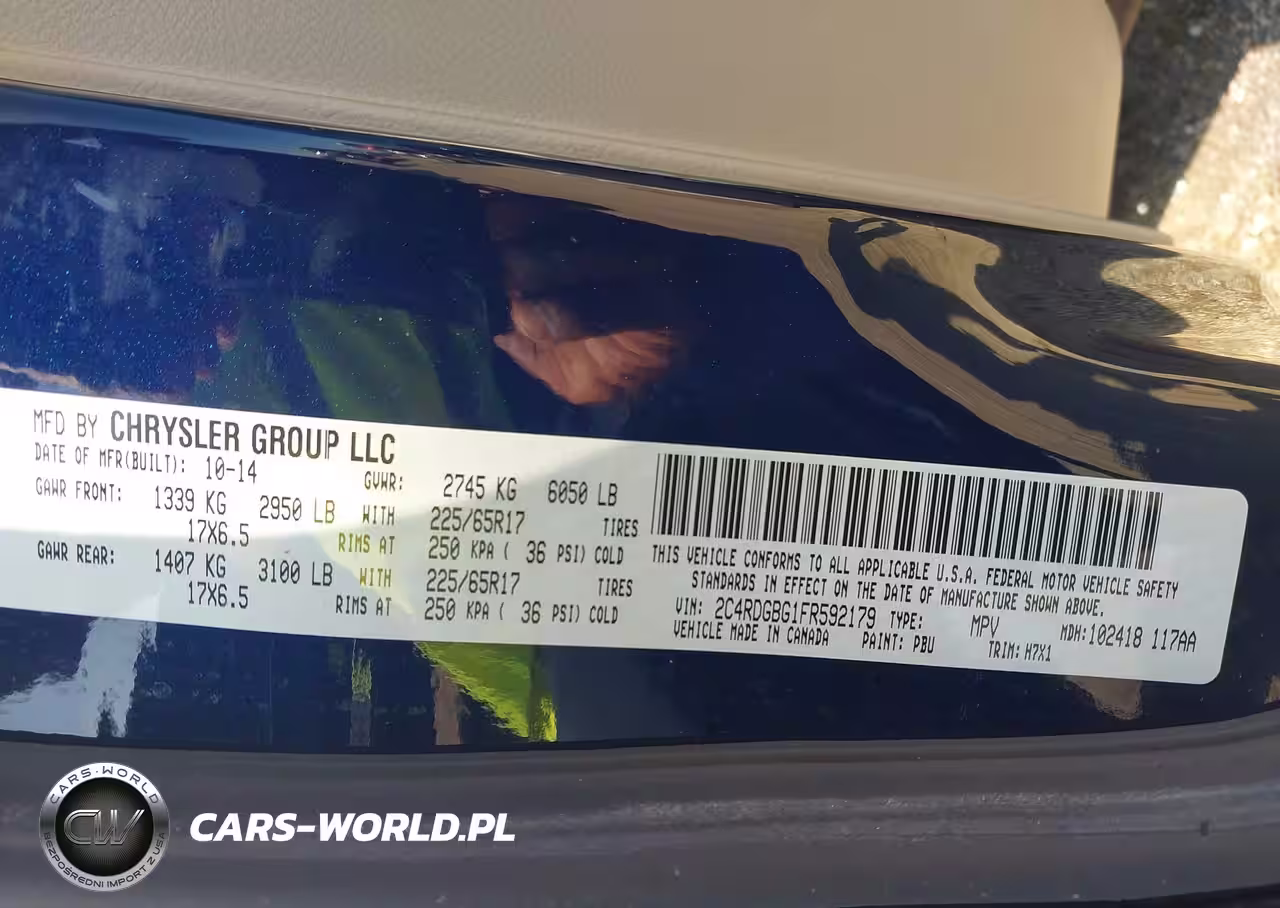 MFD BY CHRYSLER GROUP LLC
DATE OF MFR(BUILT): 10-14 GVWR: 2745 KG 6050 LB
GAWR FRONT: 1339 KG 2950 LB WITH 225/65R17 TIRES
17X6.5 RIMS AT 250 KPA ( 36 PSI) COLD
GAWR REAR: 1407 KG 3100 LB WITH 225/65R17 TIRES
17X6.5 RIMS AT 250 KPA ( 36 PSI) COLD
THIS VEHICLE CONFORMS TO ALL APPLICABLE U.S.A. FEDERAL MOTOR VEHICLE SAFETY
STANDARDS IN EFFECT ON THE DATE OF MANUFACTURE SHOWN ABOVE.
VIN: 2C4RDGBG1FR592179 TYPE: MPV MDH:102418 117AA
VEHICLE MADE IN CANADA PAINT: PBU TRIM: H7X1
CARS-WORLD
CW
BEZPOŚREDNI IMPORT Z USA
CARS-WORLD.PL